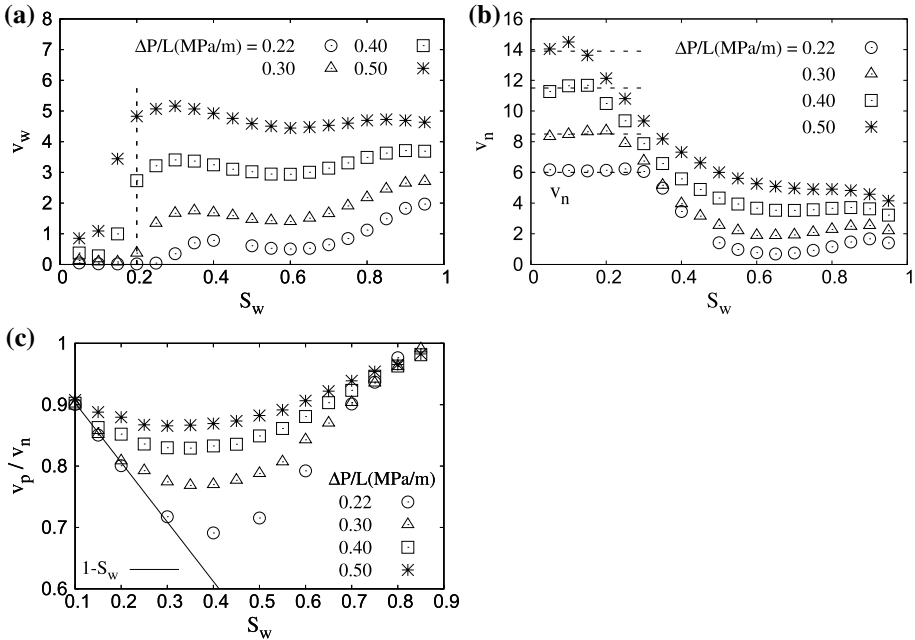 (a)
ΔP/L(MPa/m) = 0.22 0.40
0.30 0.50
v_w
8
7
6
5
4
3
2
1
0
0 0.2 0.4 0.6 0.8 1
S_w
(b)
ΔP/L(MPa/m) = 0.22
0.30
0.40
0.50
v_n
v_n
16
14
12
10
8
6
4
2
0
0 0.2 0.4 0.6 0.8 1
S_w
(c)
v_p / v_n
1
0.9
0.8
0.7
0.6
ΔP/L(MPa/m)
0.22
0.30
0.40
0.50
1-S_w
0.1 0.2 0.3 0.4 0.5 0.6 0.7 0.8 0.9
S_w